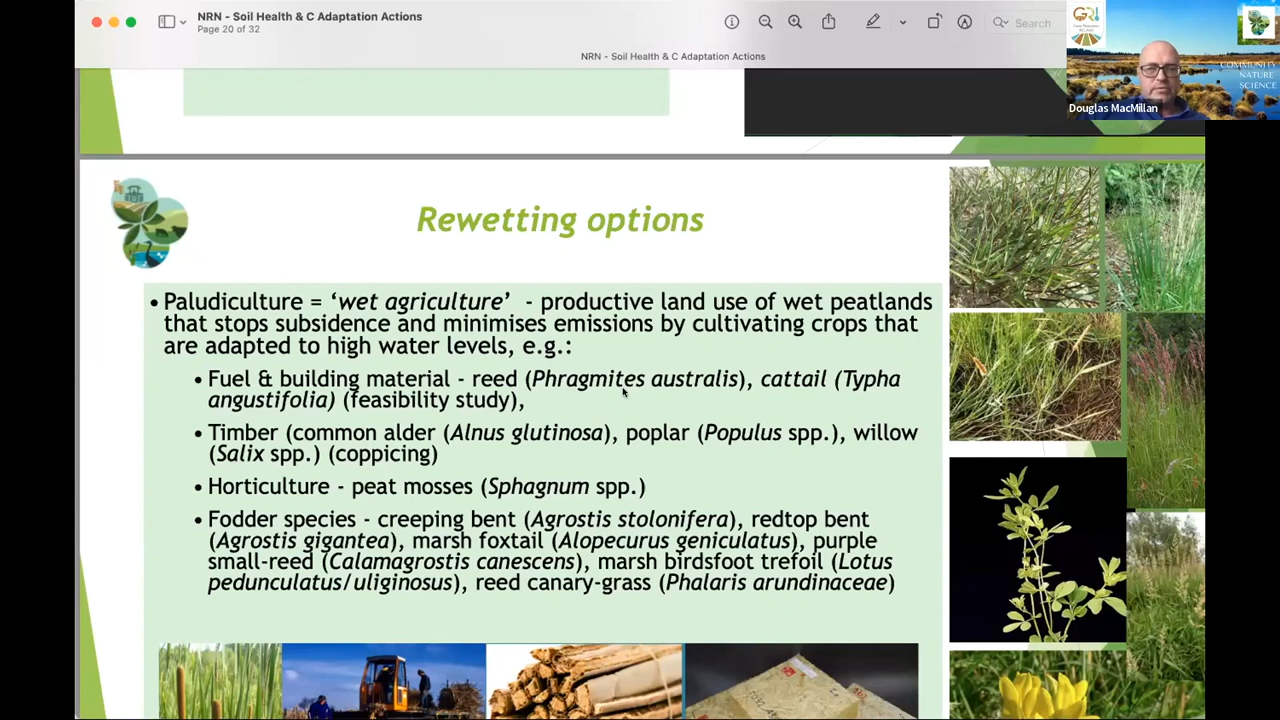 NRN - Soil Health & C Adaptation Actions
Page 20 of 32
Search
NRN - Soil Health & C Adaptation Actions
GRI
COMMUNITY
NATURE
SCIENCE
Douglas MacMillan
Rewetting options
• Paludiculture = ‘wet agriculture’ - productive land use of wet peatlands
that stops subsidence and minimises emissions by cultivating crops that
are adapted to high water levels, e.g.:
• Fuel & building material - reed (Phragmites australis), cattail (Typha
angustifolia) (feasibility study),
• Timber (common alder (Alnus glutinosa), poplar (Populus spp.), willow
(Salix spp.) (coppicing)
• Horticulture - peat mosses (Sphagnum spp.)
• Fodder species - creeping bent (Agrostis stolonifera), redtop bent
(Agrostis gigantea), marsh foxtail (Alopecurus geniculatus), purple
small-reed (Calamagrostis canescens), marsh birdsfoot trefoil (Lotus
pedunculatus/uliginosus), reed canary-grass (Phalaris arundinaceae)